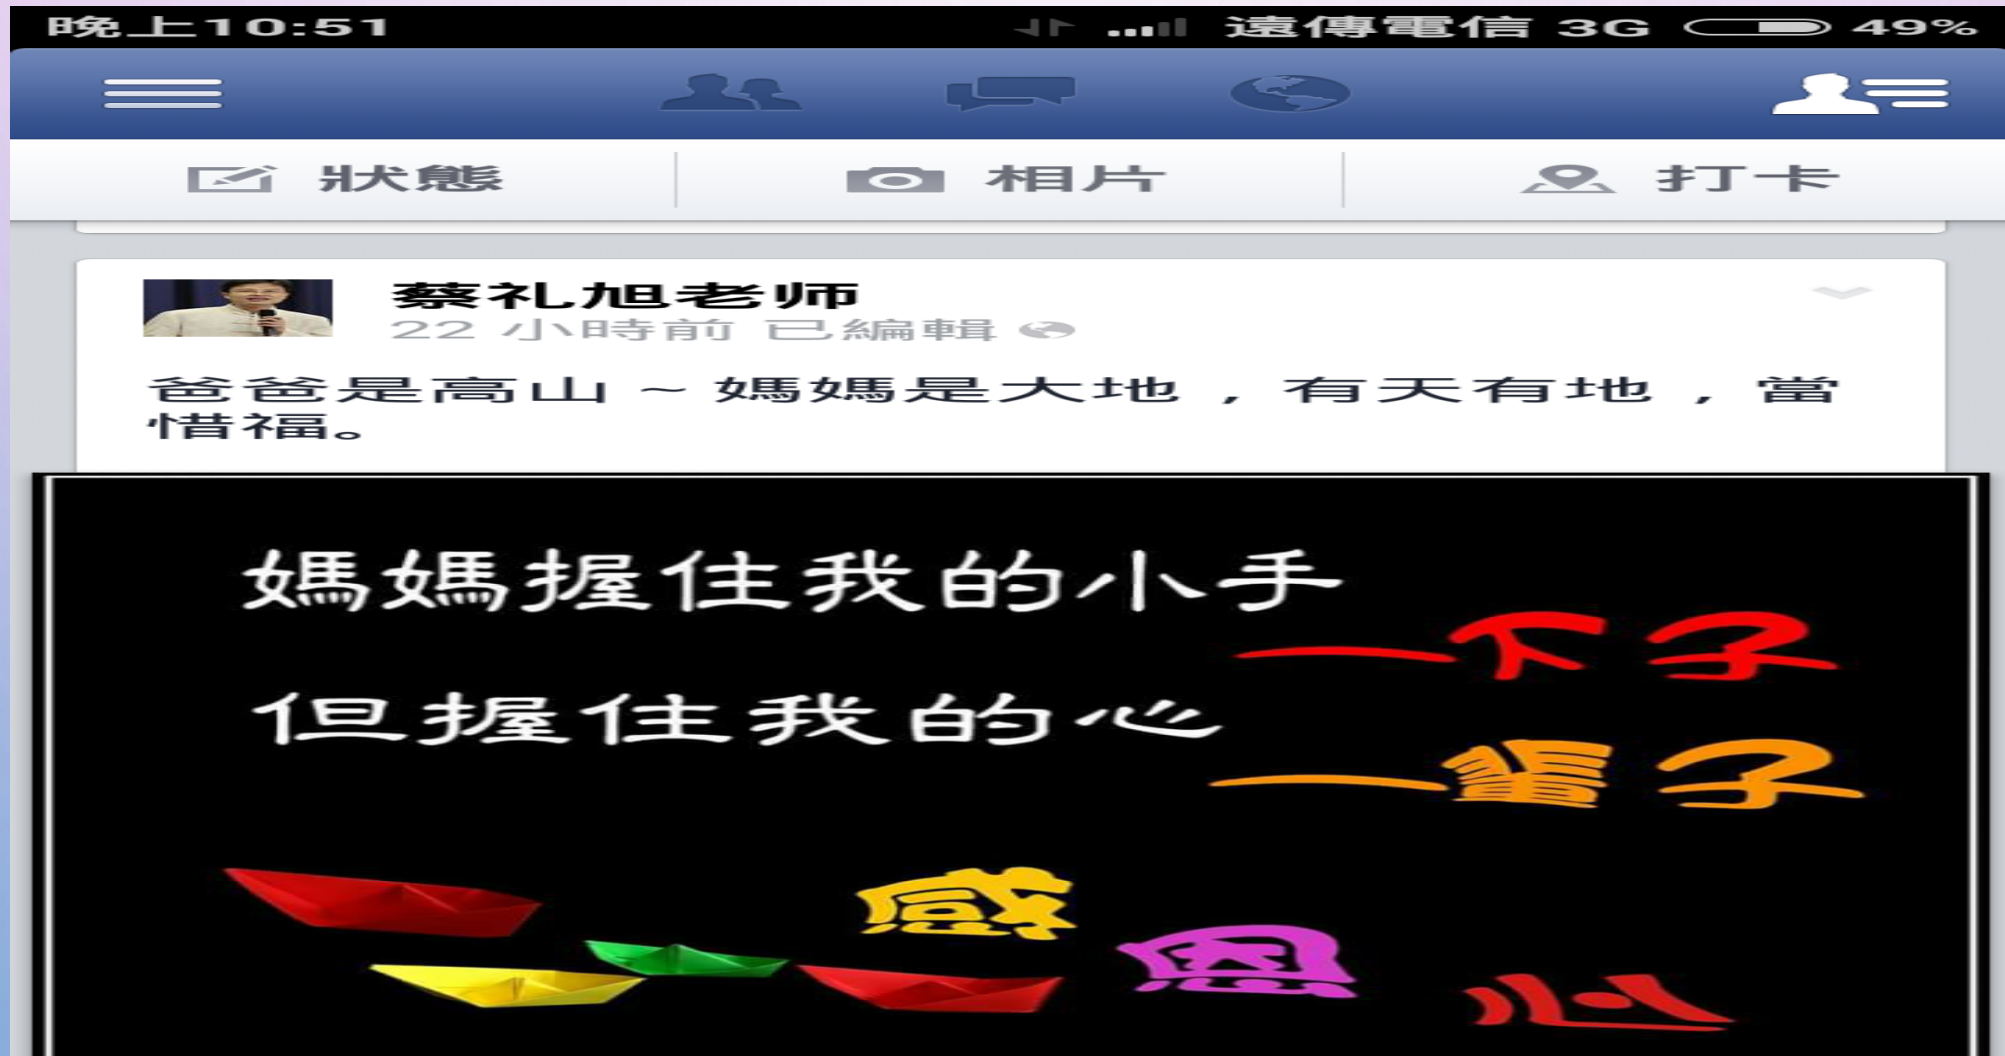 晚上10:51 遠傳電信 3G 49%
狀態 相片 打卡
蔡礼旭老师
22 小時前 已編輯
爸爸是高山~媽媽是大地,有天有地,當
惜福。
媽媽握住我的小手
一下子
但握住我的心
一輩子
感恩心